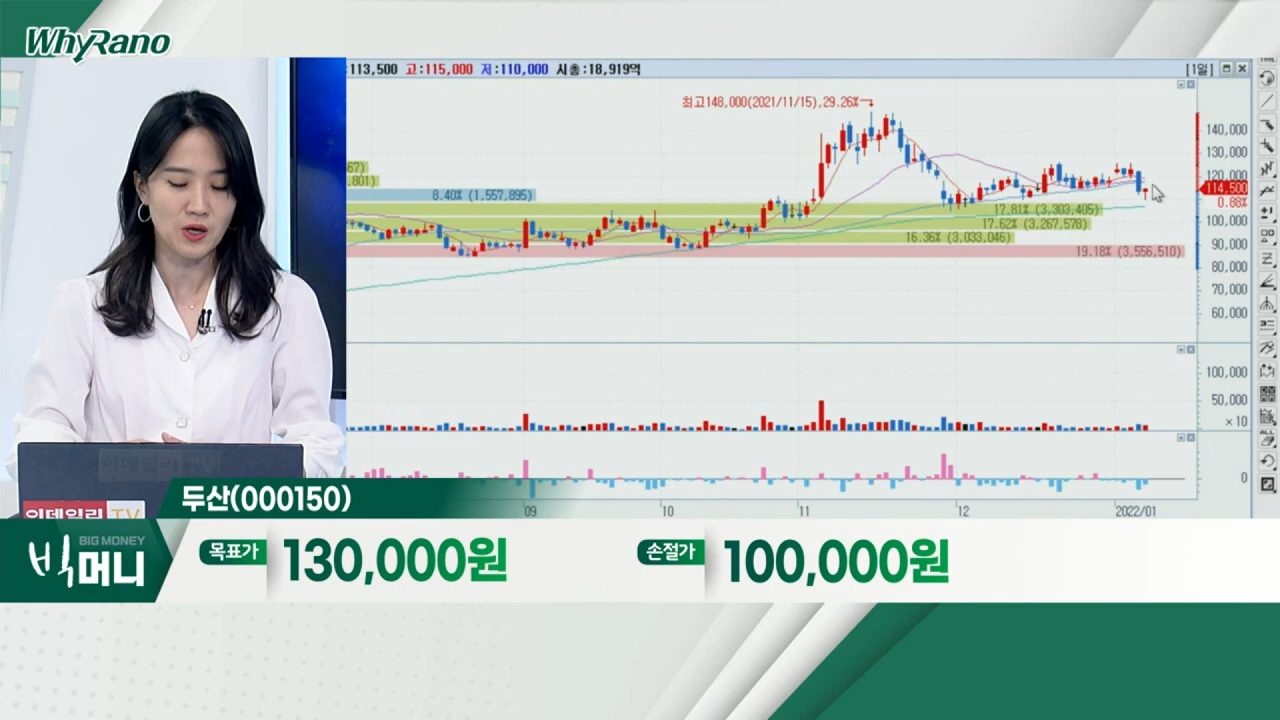 WhyRano
:113,500 고:115,000 저:110,000 시총:18,919억
[1일]
최고148,000(2021/11/15),29.26%→
140,000
130,000
120,000
114,500
0.88%
100,000
90,000
80,000
70,000
60,000
67)
,801)
8.40% (1,557,895)
17.81% (3,303,405)
17.62% (3,267,578)
16.36% (3,033,046)
19.18% (3,556,510)
100,000
50,000
×10
0
09
10
11
12
2022/01
이데일리 TV
두산(000150)
BIG MONEY
빅머니
목표가
130,000원
손절가
100,000원